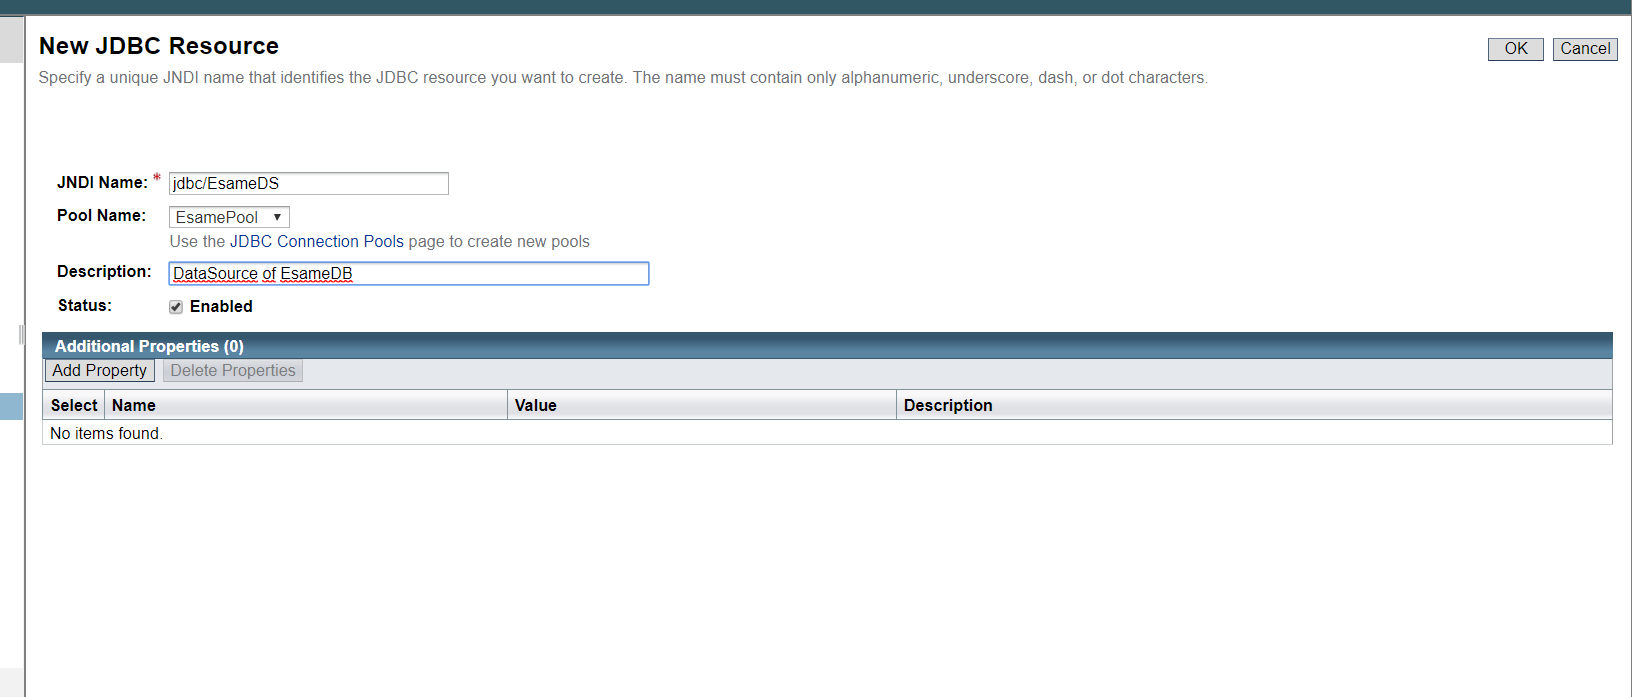 New JDBC Resource
OK Cancel
Specify a unique JNDI name that identifies the JDBC resource you want to create. The name must contain only alphanumeric, underscore, dash, or dot characters.
JNDI Name: * jdbc/EsameDS
Pool Name: EsamePool ▼
Use the JDBC Connection Pools page to create new pools
Description: DataSource of EsameDB
Status: Enabled
Additional Properties (0)
Add Property Delete Properties
Select Name Value Description
No items found.